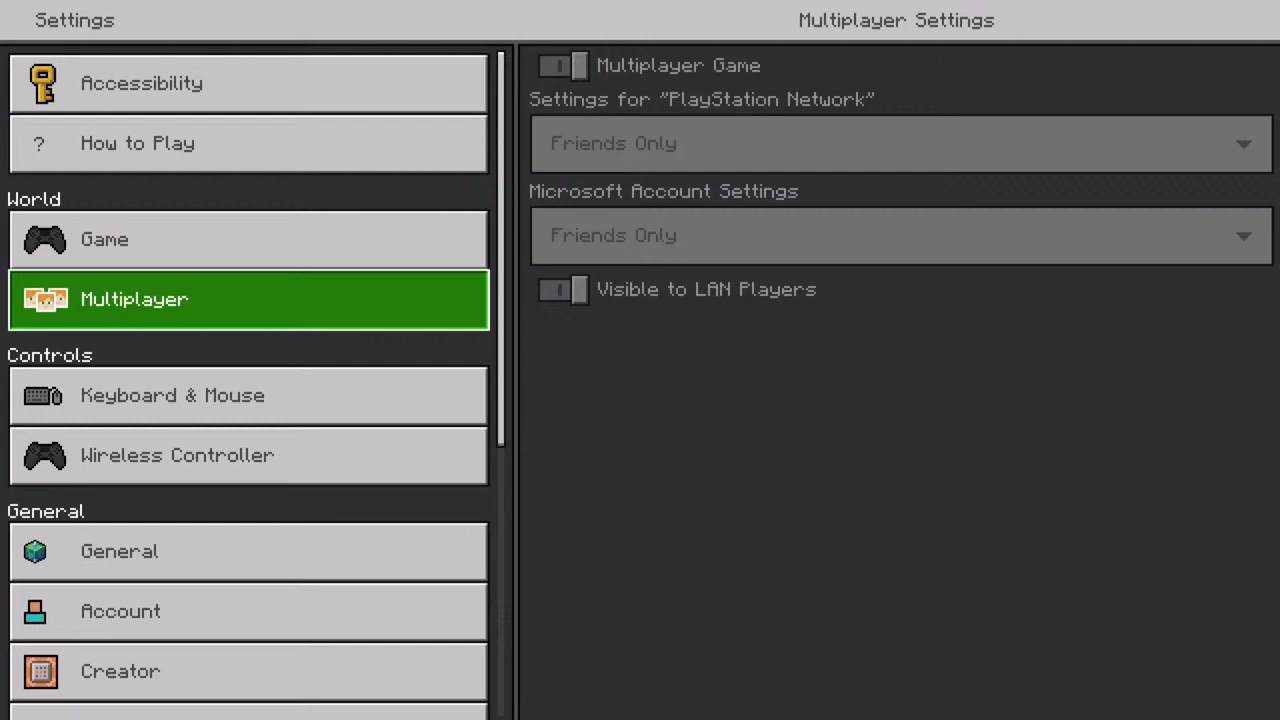 Settings
Multiplayer Settings
Accessibility
? How to Play
World
Game
Multiplayer
Controls
Keyboard & Mouse
Wireless Controller
General
General
Account
Creator
Multiplayer Game
Settings for "PlayStation Network"
Friends Only
Microsoft Account Settings
Friends Only
Visible to LAN Players